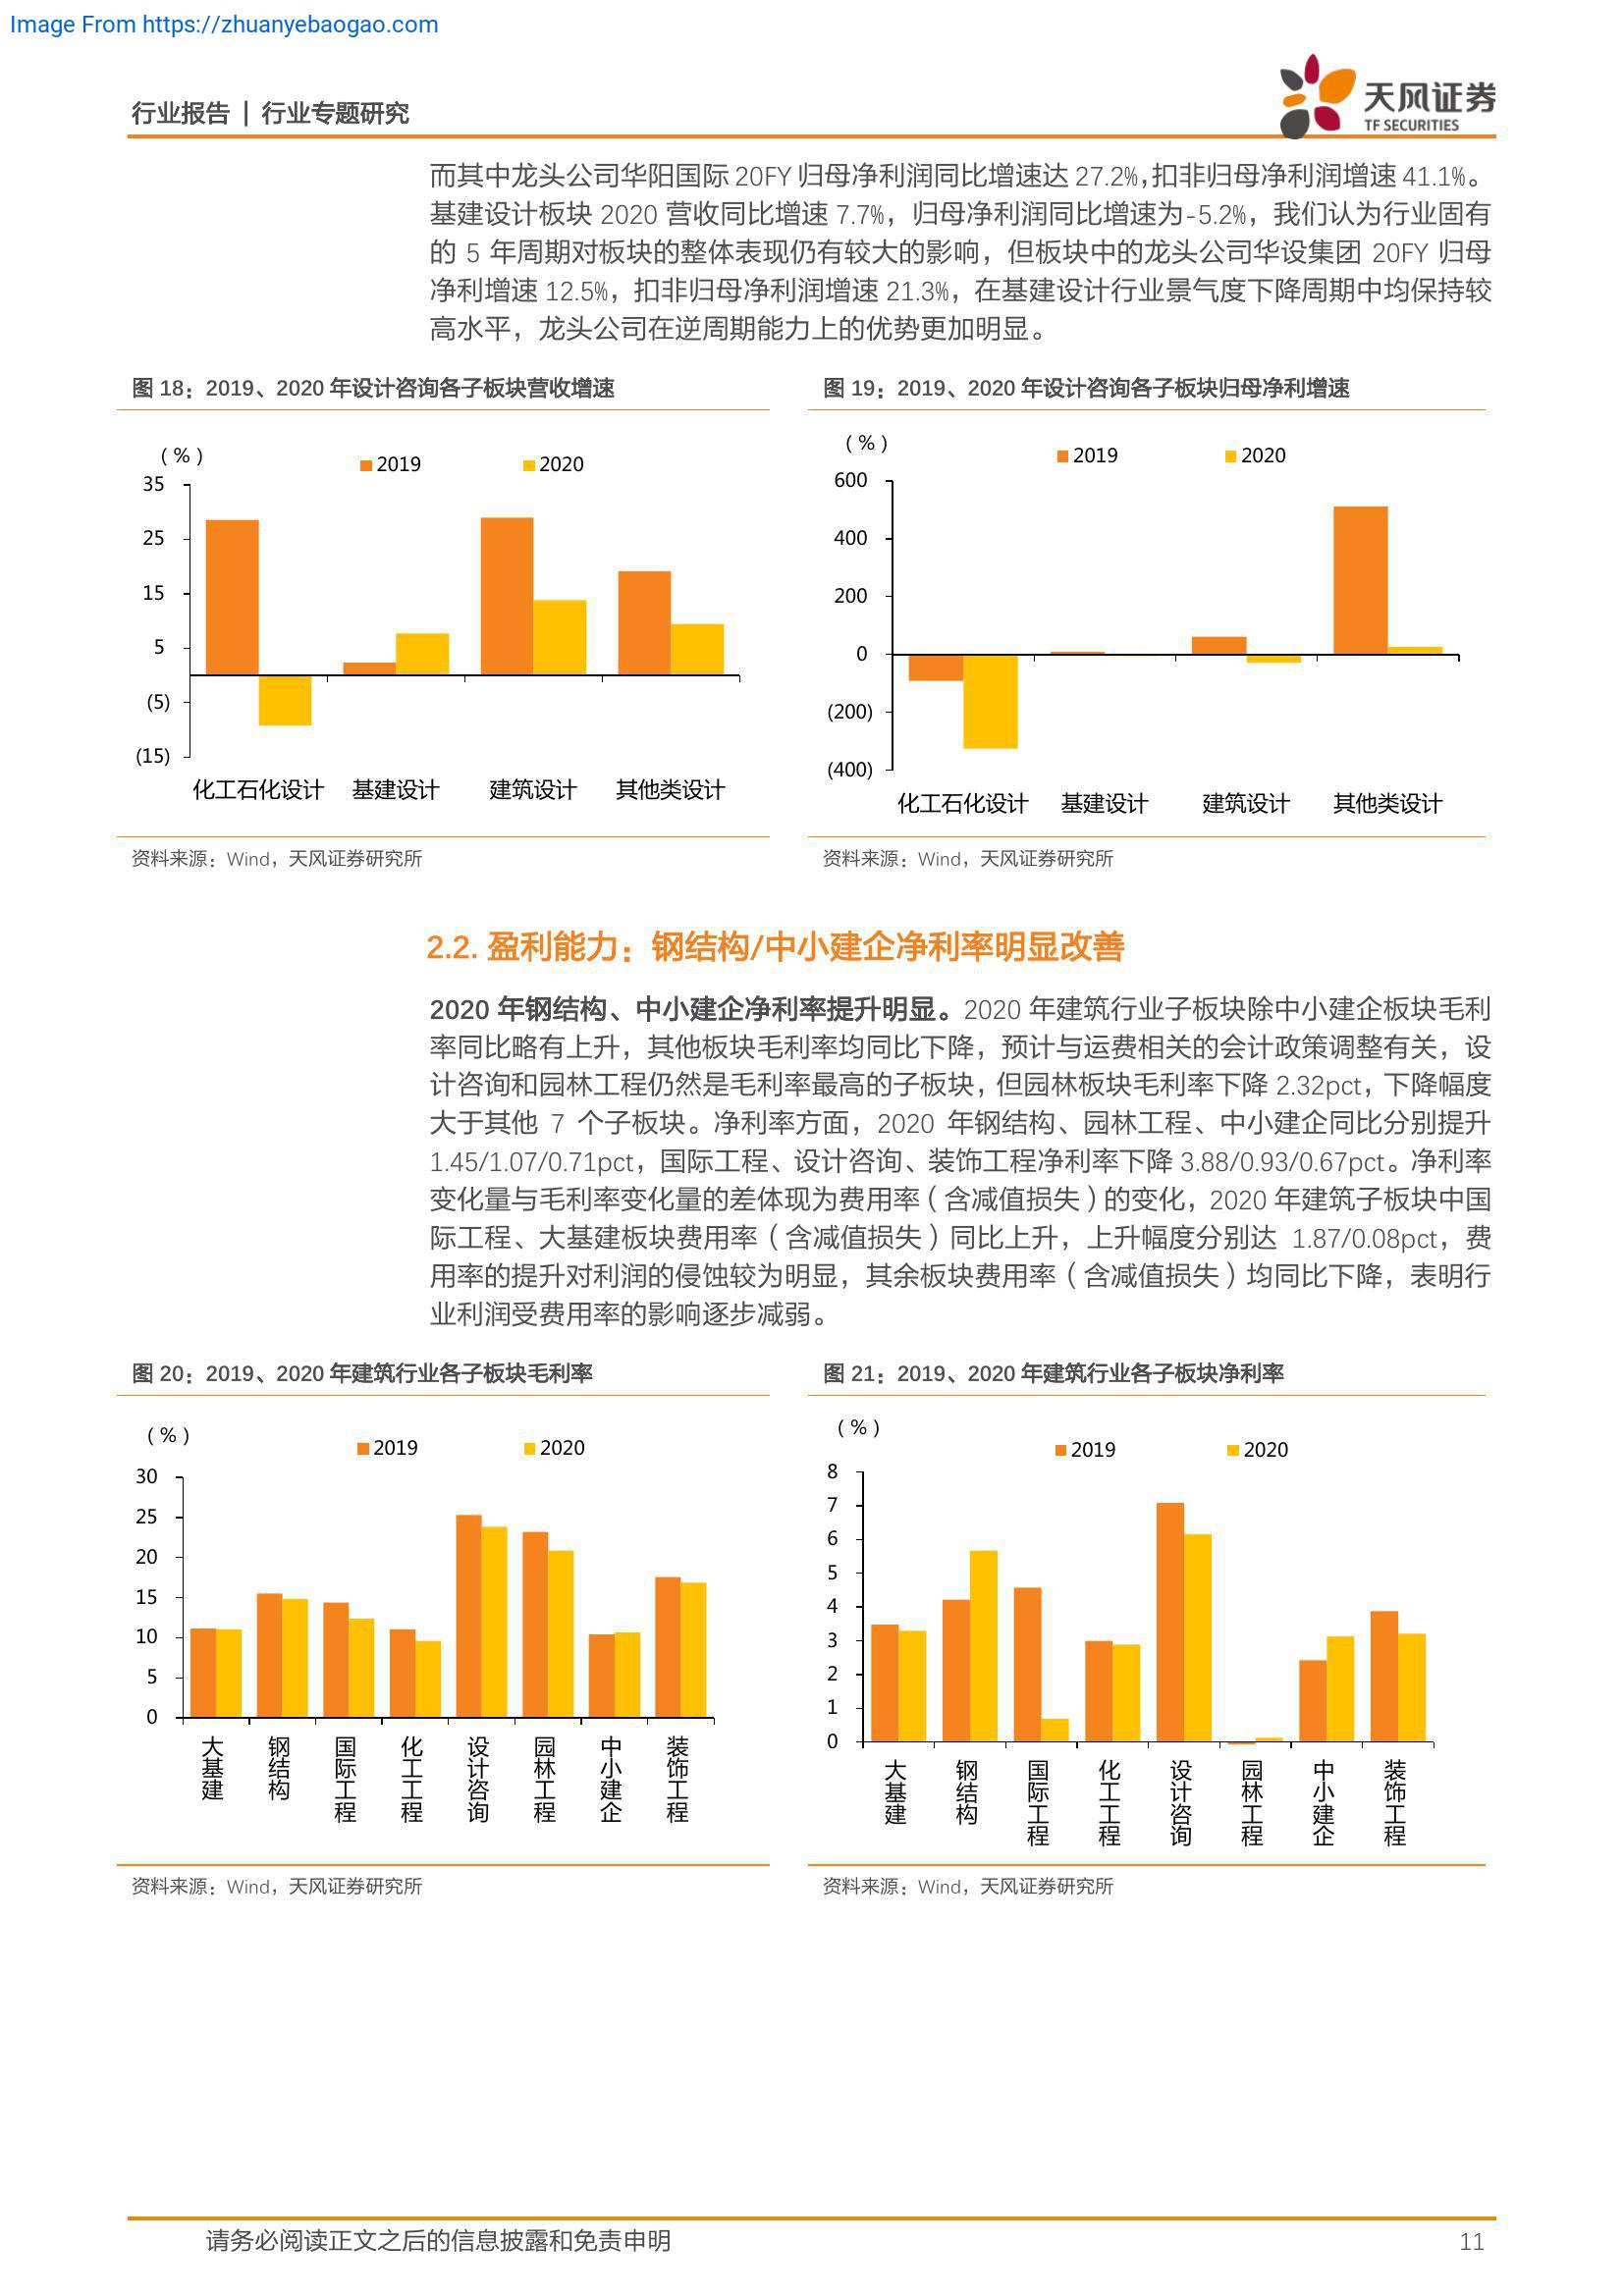 Image From https://zhuanyebaogao.com
行业报告 | 行业专题研究
天风证券
TF SECURITIES
而其中龙头公司华阳国际 20FY 归母净利润同比增速达 27.2%,扣非归母净利润增速 41.1%。
基建设计板块 2020 营收同比增速 7.7%，归母净利润同比增速为-5.2%，我们认为行业固有
的 5 年周期对板块的整体表现仍有较大的影响，但板块中的龙头公司华设集团 20FY 归母
净利增速 12.5%，扣非归母净利润增速 21.3%，在基建设计行业景气度下降周期中均保持较
高水平，龙头公司在逆周期能力上的优势更加明显。
图 18：2019、2020 年设计咨询各子板块营收增速
（%）
2019
2020
35
25
15
5
(5)
(15)
化工石化设计
基建设计
建筑设计
其他类设计
资料来源：Wind，天风证券研究所
图 19：2019、2020 年设计咨询各子板块归母净利增速
（%）
2019
2020
600
400
200
0
(200)
(400)
化工石化设计
基建设计
建筑设计
其他类设计
资料来源：Wind，天风证券研究所
2.2. 盈利能力：钢结构/中小建企净利率明显改善
2020 年钢结构、中小建企净利率提升明显。2020 年建筑行业子板块除中小建企板块毛利
率同比略有上升，其他板块毛利率均同比下降，预计与运费相关的会计政策调整有关，设
计咨询和园林工程仍然是毛利率最高的子板块，但园林板块毛利率下降 2.32pct，下降幅度
大于其他 7 个子板块。净利率方面，2020 年钢结构、园林工程、中小建企同比分别提升
1.45/1.07/0.71pct，国际工程、设计咨询、装饰工程净利率下降 3.88/0.93/0.67pct。净利率
变化量与毛利率变化量的差体现为费用率（含减值损失）的变化，2020 年建筑子板块中国
际工程、大基建板块费用率（含减值损失）同比上升，上升幅度分别达 1.87/0.08pct，费
用率的提升对利润的侵蚀较为明显，其余板块费用率（含减值损失）均同比下降，表明行
业利润受费用率的影响逐步减弱。
图 20：2019、2020 年建筑行业各子板块毛利率
（%）
2019
2020
30
25
20
15
10
5
0
大基建
钢结构
国际工程
化工工程
设计咨询
园林工程
中小建企
装饰工程
资料来源：Wind，天风证券研究所
图 21：2019、2020 年建筑行业各子板块净利率
（%）
2019
2020
8
7
6
5
4
3
2
1
0
大基建
钢结构
国际工程
化工工程
设计咨询
园林工程
中小建企
装饰工程
资料来源：Wind，天风证券研究所
请务必阅读正文之后的信息披露和免责申明
11